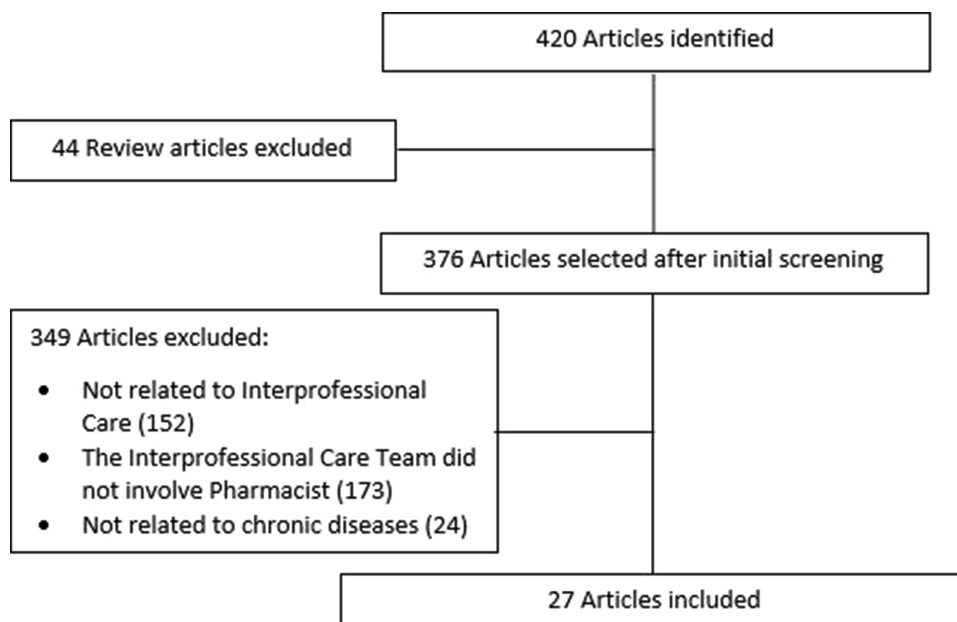 420 Articles identified
44 Review articles excluded
376 Articles selected after initial screening
349 Articles excluded:
• Not related to Interprofessional
Care (152)
• The Interprofessional Care Team did
not involve Pharmacist (173)
• Not related to chronic diseases (24)
27 Articles included